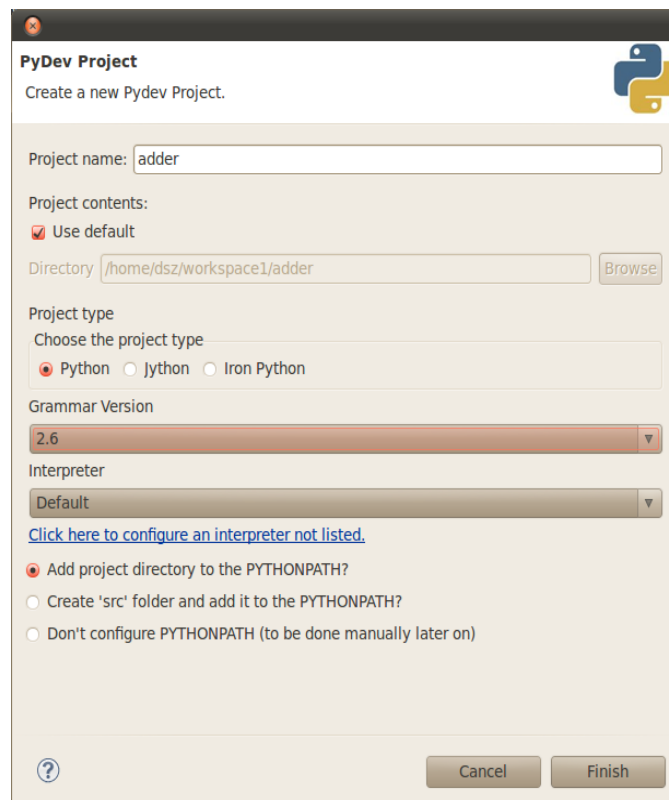 PyDev Project
Create a new Pydev Project.
Project name: adder
Project contents:
Use default
Directory /home/dsz/workspace1/adder Browse
Project type
Choose the project type
Python Jython Iron Python
Grammar Version
2.6
Interpreter
Default
Click here to configure an interpreter not listed.
Add project directory to the PYTHONPATH?
Create 'src' folder and add it to the PYTHONPATH?
Don't configure PYTHONPATH (to be done manually later on)
? Cancel Finish